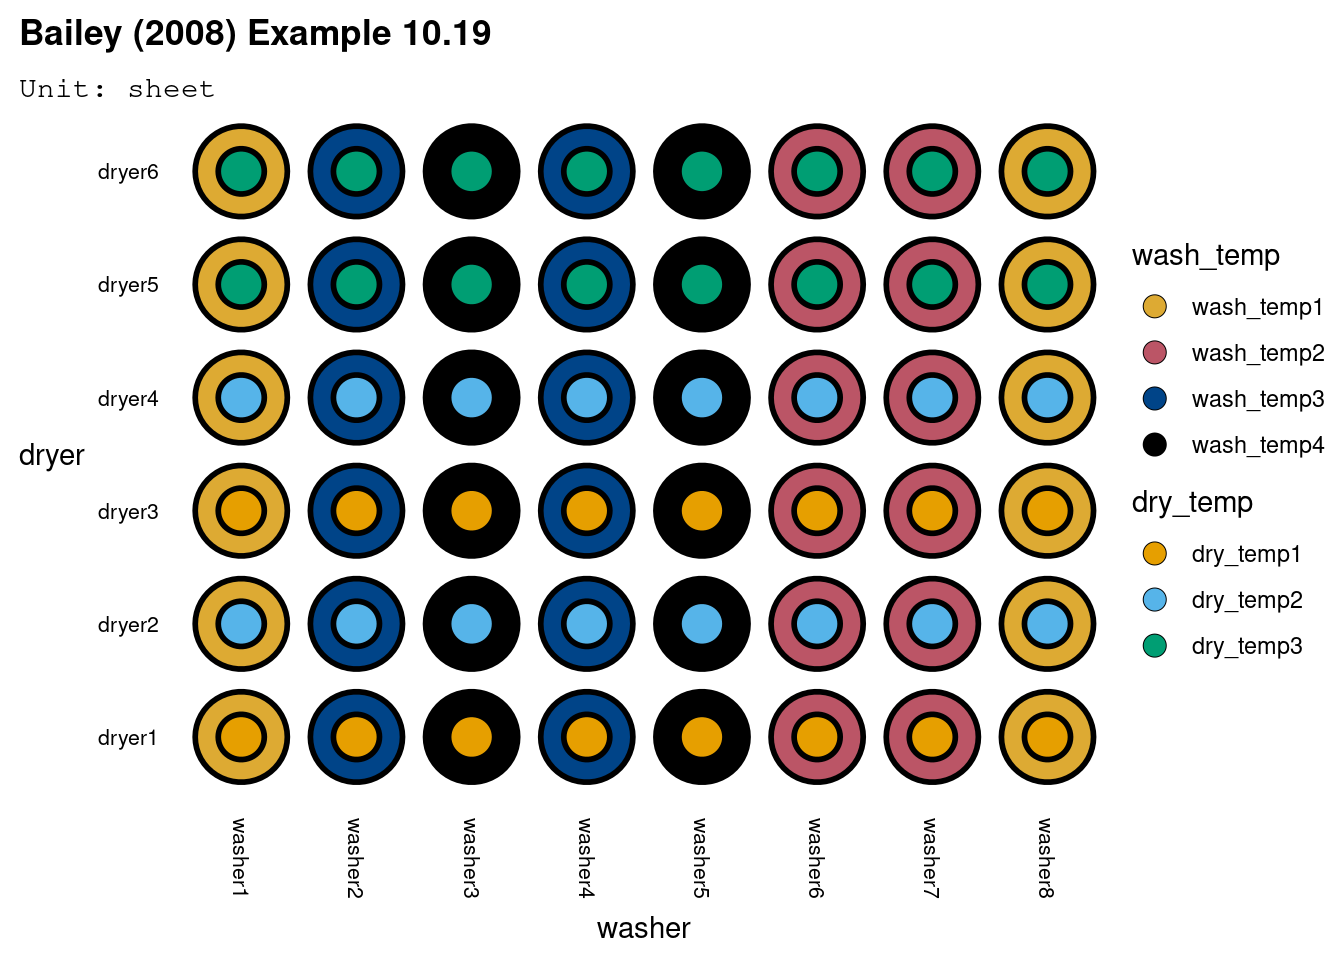 Bailey (2008) Example 10.19
Unit: sheet
dryer6
dryer5
dryer4
dryer3
dryer2
dryer1
dryer
washer1
washer2
washer3
washer4
washer5
washer6
washer7
washer8
washer
wash_temp
wash_temp1
wash_temp2
wash_temp3
wash_temp4
dry_temp
dry_temp1
dry_temp2
dry_temp3